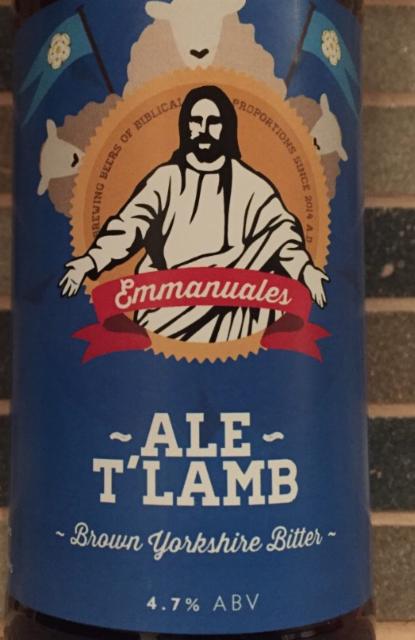 BREWING BEERS OF BIBLICAL PROPORTIONS SINCE 2014 A.D.
Emmanuales
~ ALE ~
T'LAMB
~ Brown Yorkshire Bitter ~
4.7% ABV